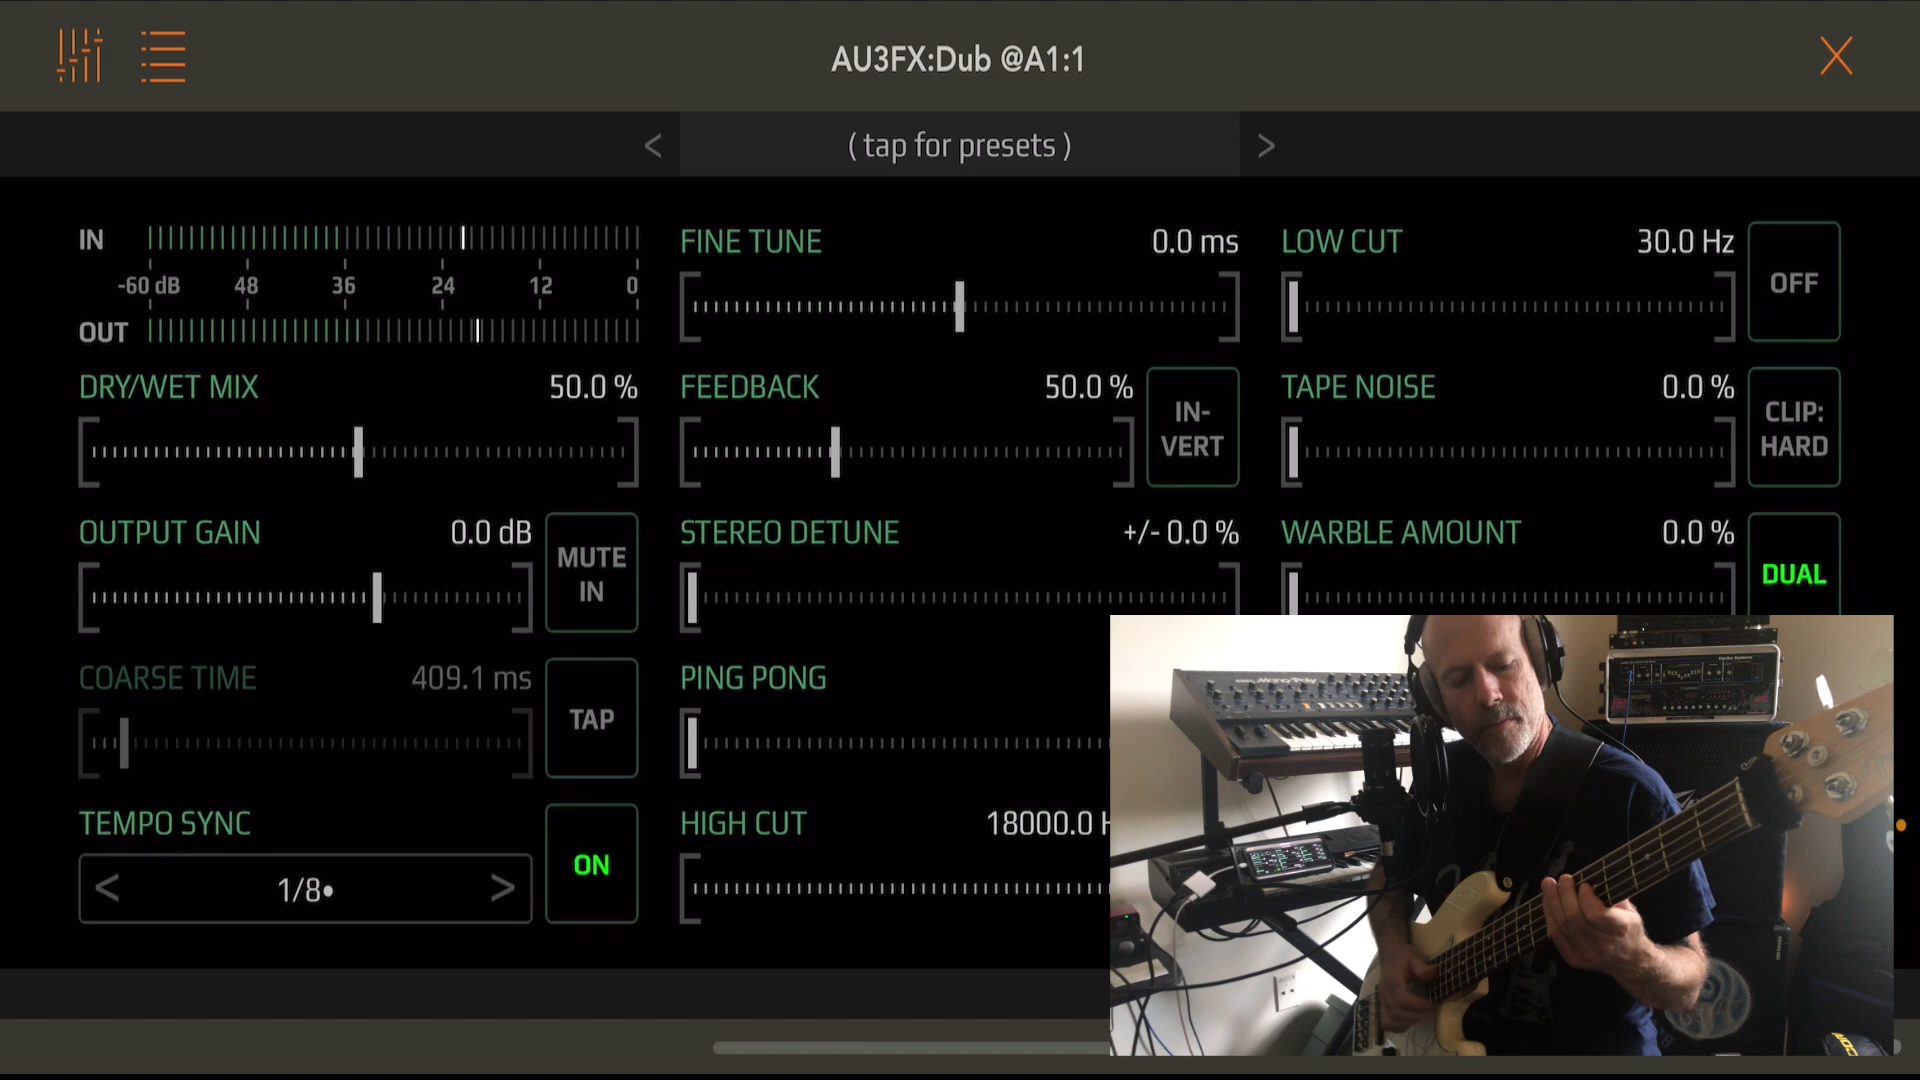 AU3FX:Dub @A1:1
< ( tap for presets ) >
IN
-60 dB 48 36 24 12 0
OUT
DRY/WET MIX 50.0 %
OUTPUT GAIN 0.0 dB
MUTE
IN
COARSE TIME 409.1 ms
TAP
TEMPO SYNC
< 1/8• >
ON
FINE TUNE 0.0 ms
FEEDBACK 50.0 %
IN-
VERT
STEREO DETUNE +/- 0.0 %
PING PONG
HIGH CUT 18000.0 H
LOW CUT 30.0 Hz
OFF
TAPE NOISE 0.0 %
CLIP:
HARD
WARBLE AMOUNT 0.0 %
DUAL
Mono/Poly